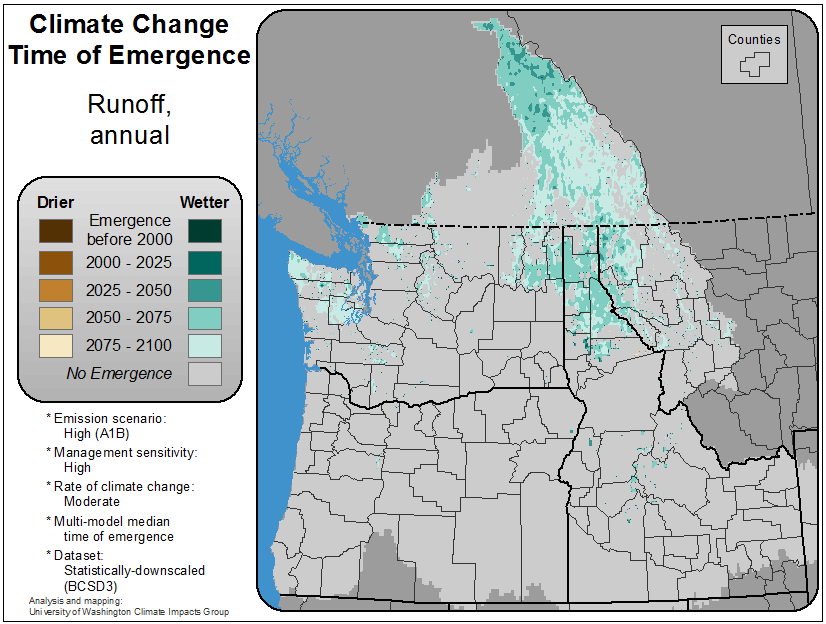 Climate Change
Time of Emergence
Runoff,
annual
Counties
Drier
Wetter
Emergence
before 2000
2000 - 2025
2025 - 2050
2050 - 2075
2075 - 2100
No Emergence
* Emission scenario:
High (A1B)
* Management sensitivity:
High
* Rate of climate change:
Moderate
* Multi-model median
time of emergence
* Dataset:
Statistically-downscaled
(BCSD3)
Analysis and mapping:
University of Washington Climate Impacts Group